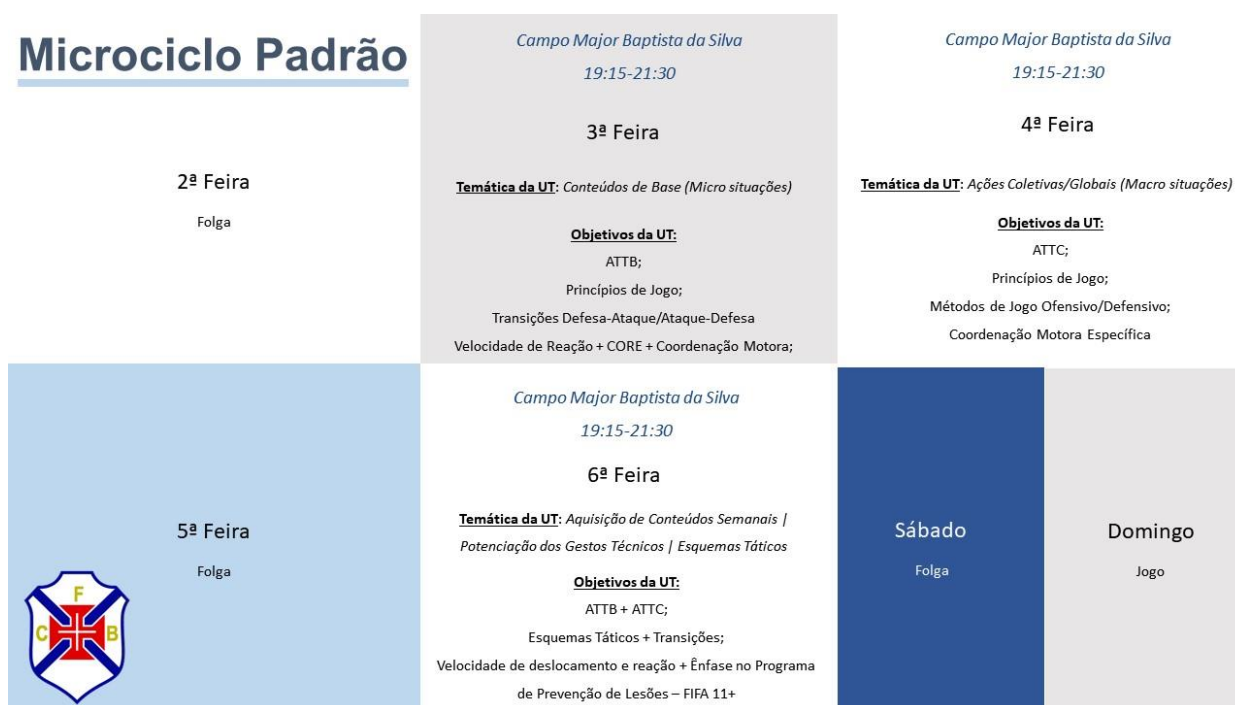 Microciclo Padrão
2ª Feira
Folga
Campo Major Baptista da Silva
19:15-21:30
3ª Feira
Temática da UT: Conteúdos de Base (Micro situações)
Objetivos da UT:
ATTB;
Princípios de Jogo;
Transições Defesa-Ataque/Ataque-Defesa
Velocidade de Reação + CORE + Coordenação Motora;
Campo Major Baptista da Silva
19:15-21:30
4ª Feira
Temática da UT: Ações Coletivas/Globais (Macro situações)
Objetivos da UT:
ATTC;
Princípios de Jogo;
Métodos de Jogo Ofensivo/Defensivo;
Coordenação Motora Específica
5ª Feira
Folga
F
C B
Campo Major Baptista da Silva
19:15-21:30
6ª Feira
Temática da UT: Aquisição de Conteúdos Semanais |
Potenciação dos Gestos Técnicos | Esquemas Táticos
Objetivos da UT:
ATTB + ATTC;
Esquemas Táticos + Transições;
Velocidade de deslocamento e reação + Ênfase no Programa
de Prevenção de Lesões – FIFA 11+
Sábado
Folga
Domingo
Jogo